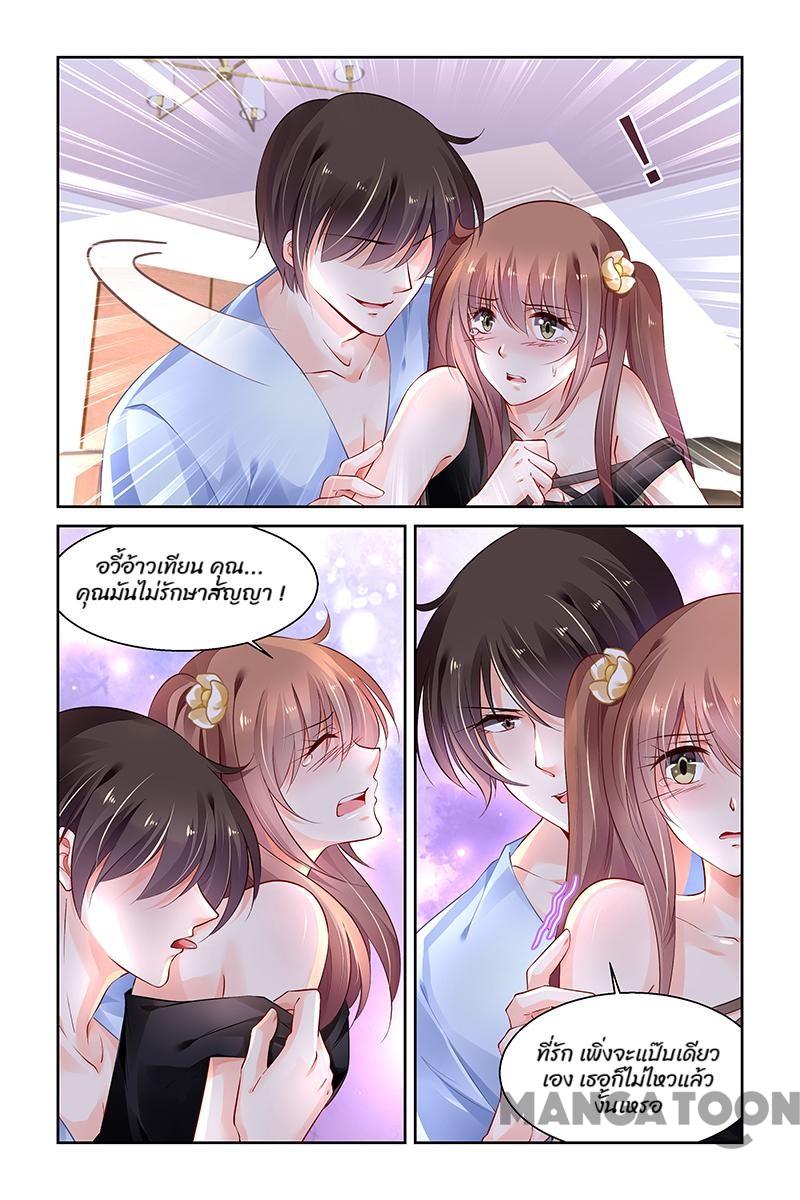 !
อวี้อ้าวเทียน คุณ...
คุณมันไม่รักษาสัญญา !
ที่รัก เพิ่งจะแป๊บเดียว
เอง เธอก็ไม่ไหวแล้ว
งั้นเหรอ
MANGA TOON